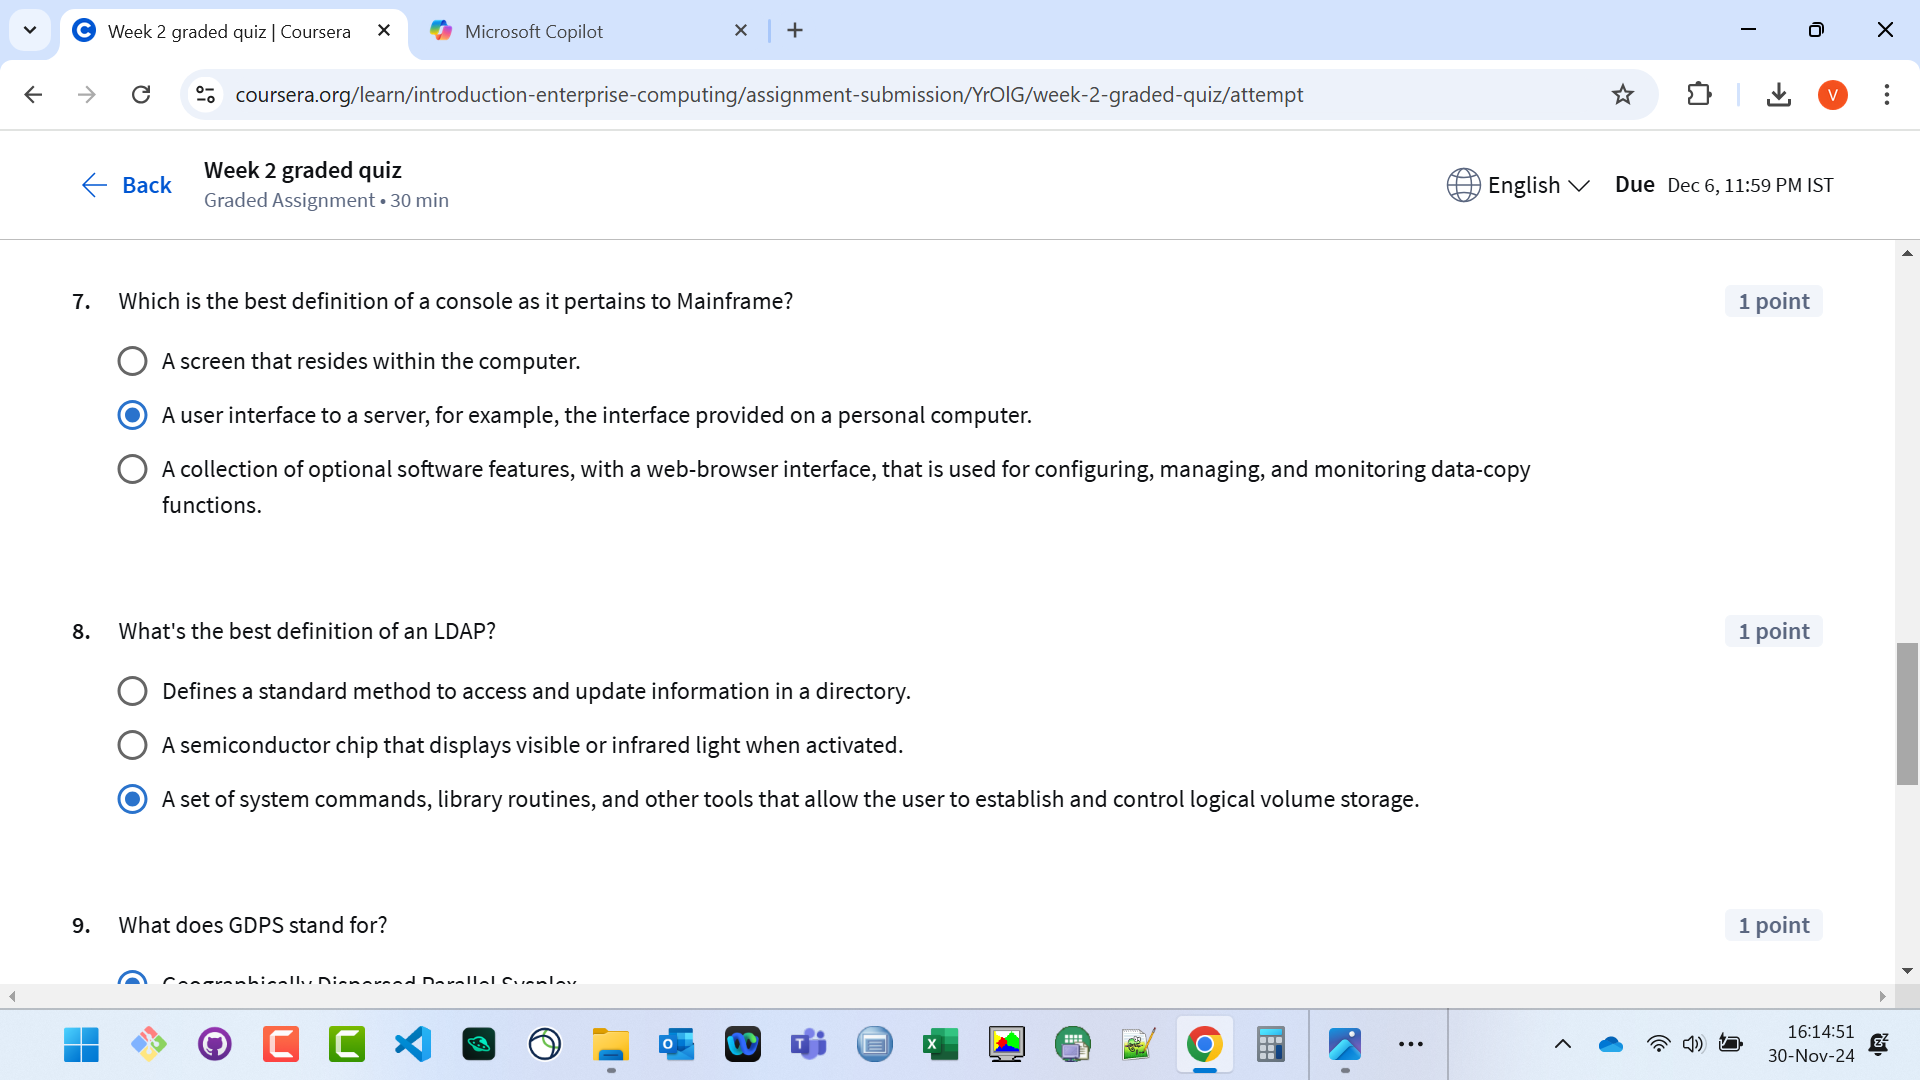 Week 2 graded quiz | Coursera
Microsoft Copilot
coursera.org/learn/introduction-enterprise-computing/assignment-submission/YrOlG/week-2-graded-quiz/attempt
V
Back
Week 2 graded quiz
Graded Assignment • 30 min
English
Due Dec 6, 11:59 PM IST
7. Which is the best definition of a console as it pertains to Mainframe?
1 point
A screen that resides within the computer.
A user interface to a server, for example, the interface provided on a personal computer.
A collection of optional software features, with a web-browser interface, that is used for configuring, managing, and monitoring data-copy
functions.
8. What's the best definition of an LDAP?
1 point
Defines a standard method to access and update information in a directory.
A semiconductor chip that displays visible or infrared light when activated.
A set of system commands, library routines, and other tools that allow the user to establish and control logical volume storage.
9. What does GDPS stand for?
1 point
Geographically Dispersed Parallel Sysplex
16:14:51
30-Nov-24